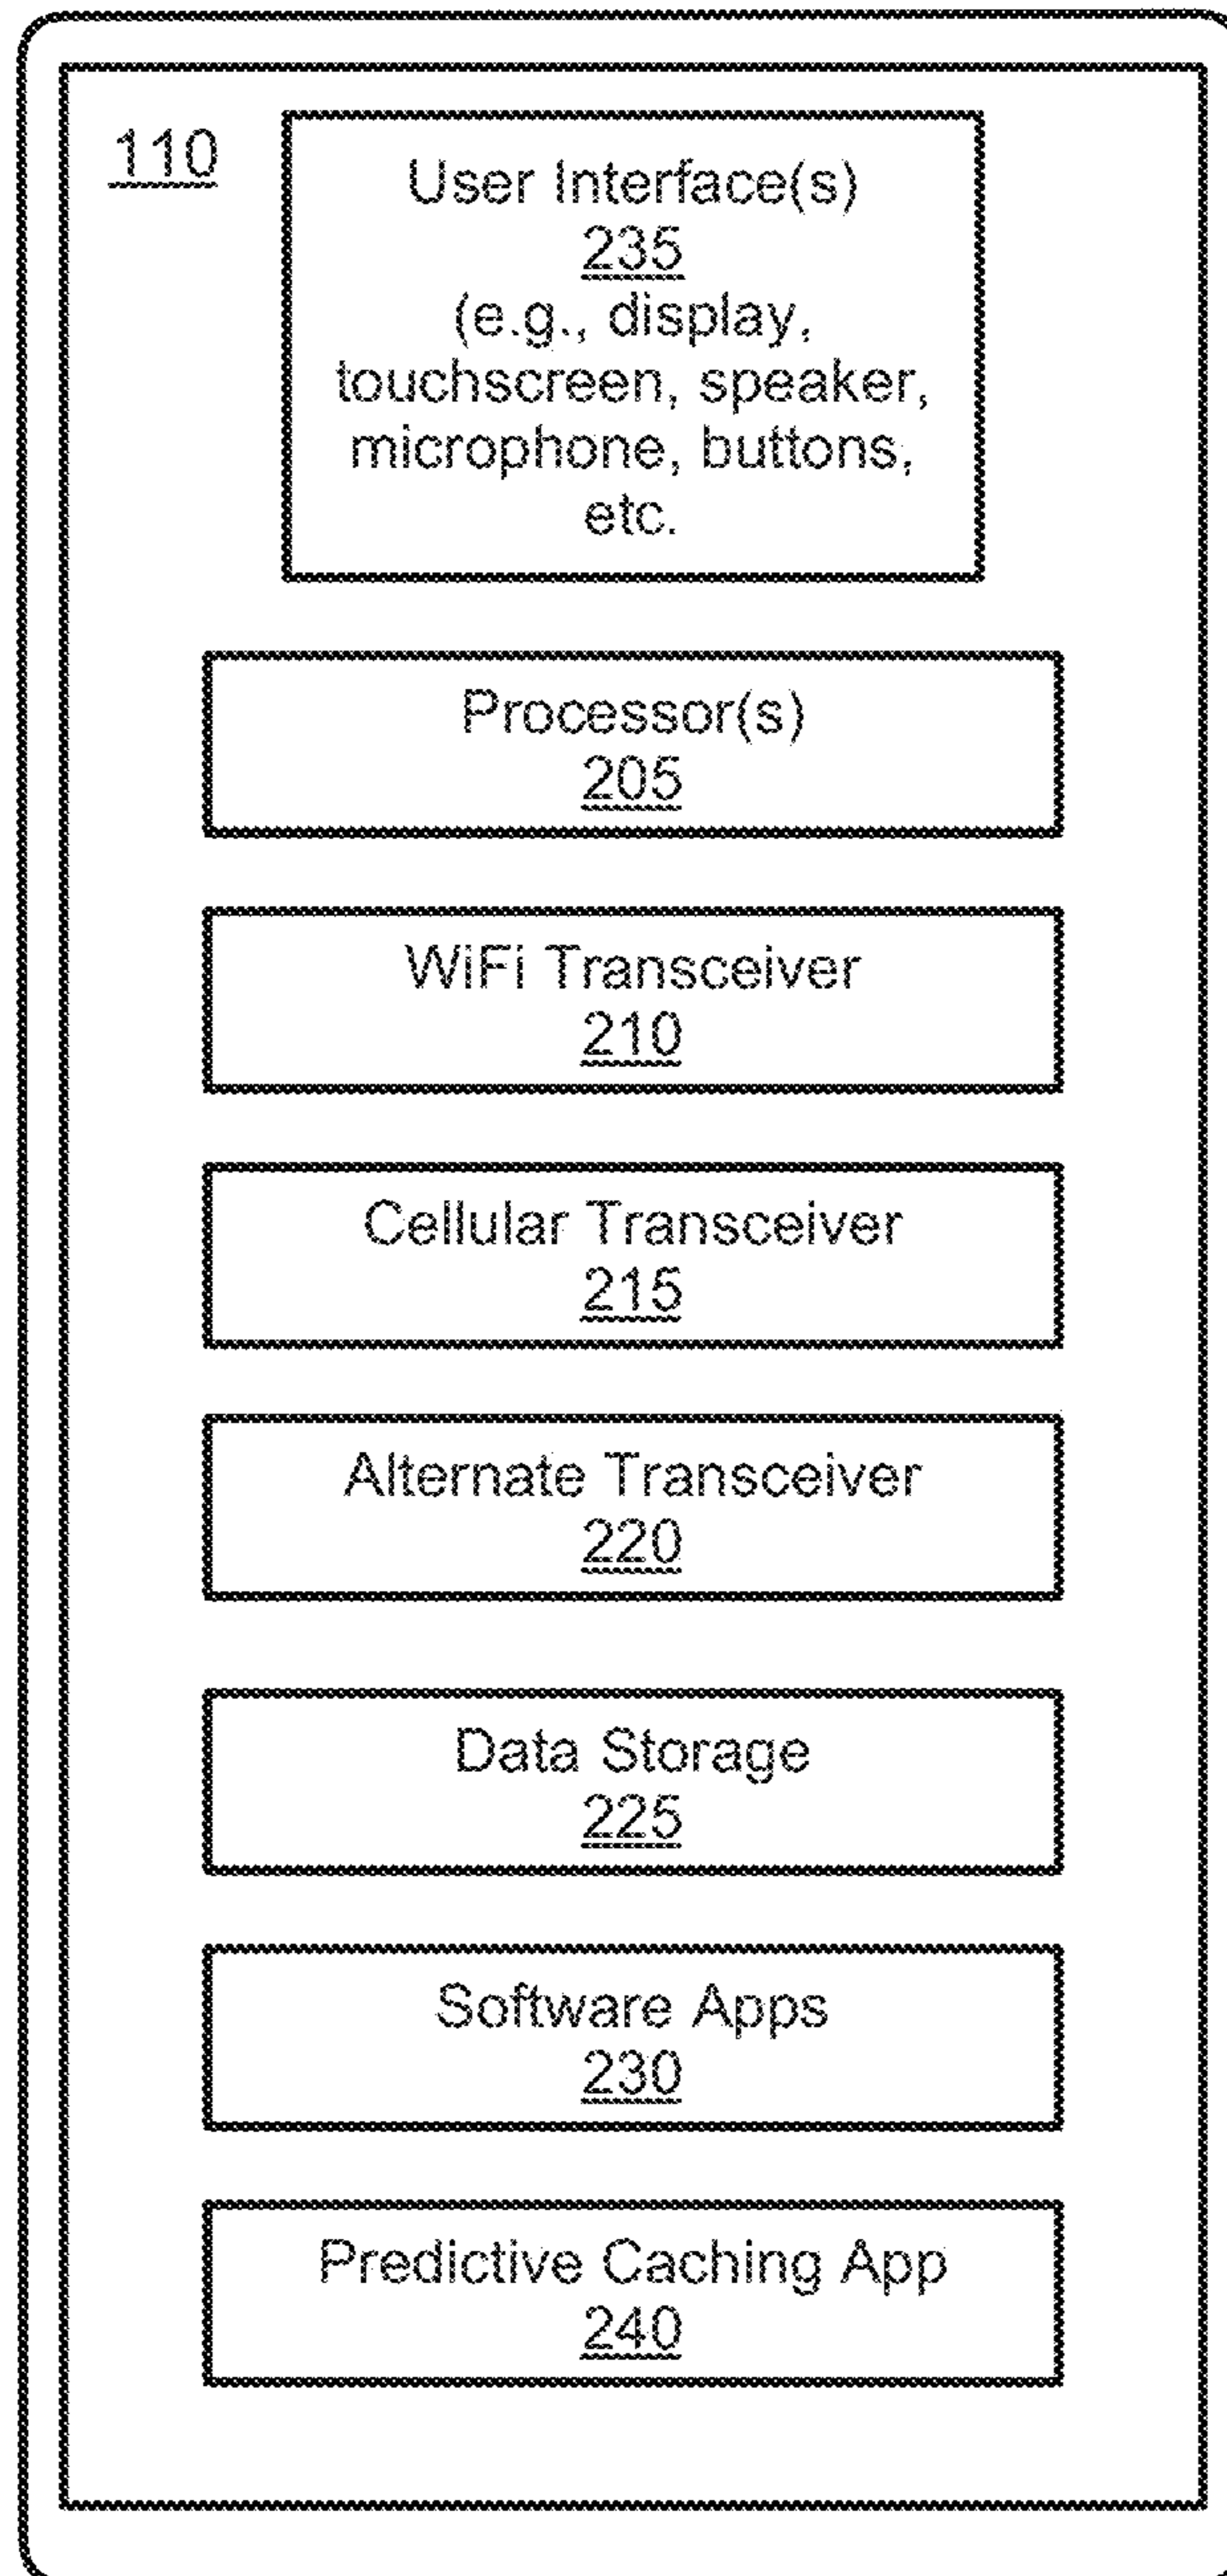 110
User Interface(s)
235
(e.g., display,
touchscreen, speaker,
microphone, buttons,
etc.
Processor(s)
205
WiFi Transceiver
210
Cellular Transceiver
215
Alternate Transceiver
220
Data Storage
225
Software Apps
230
Predictive Caching App
240